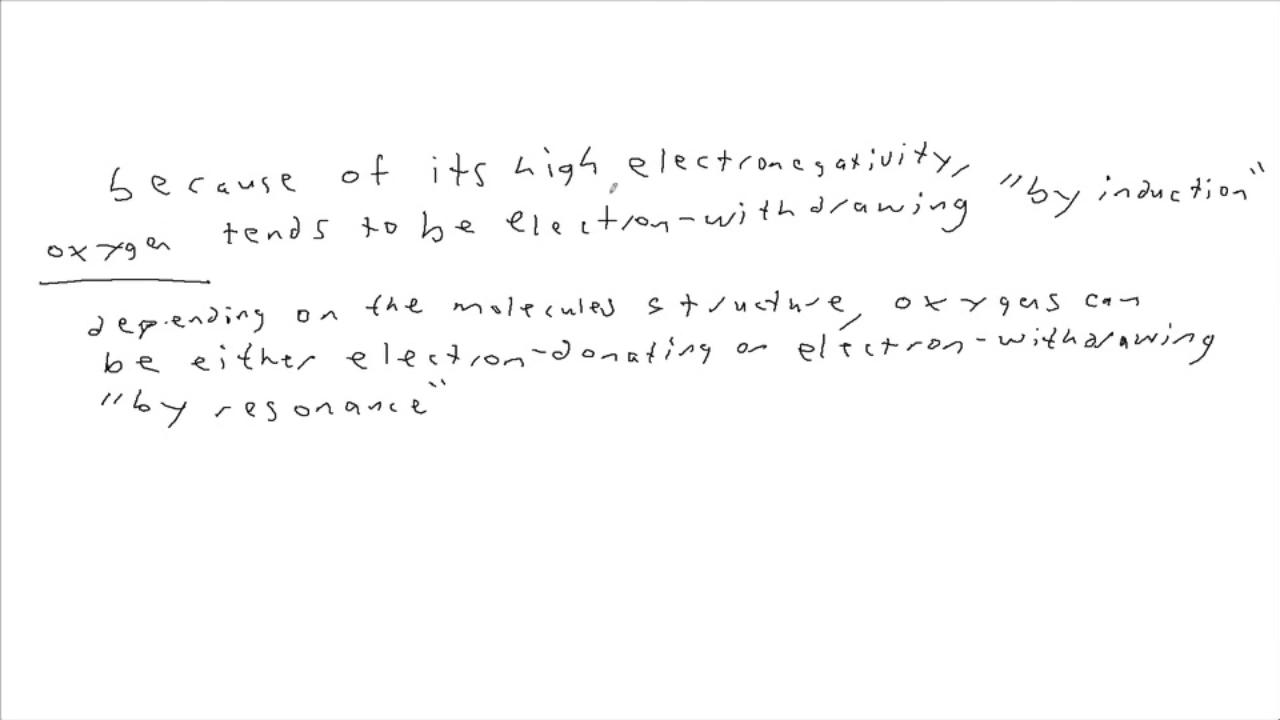 because of its high electronegativity,
oxygen tends to be electron-withdrawing "by induction"
depending on the molecules structure, oxygens can
be either electron-donating or electron-withdrawing
"by resonance"